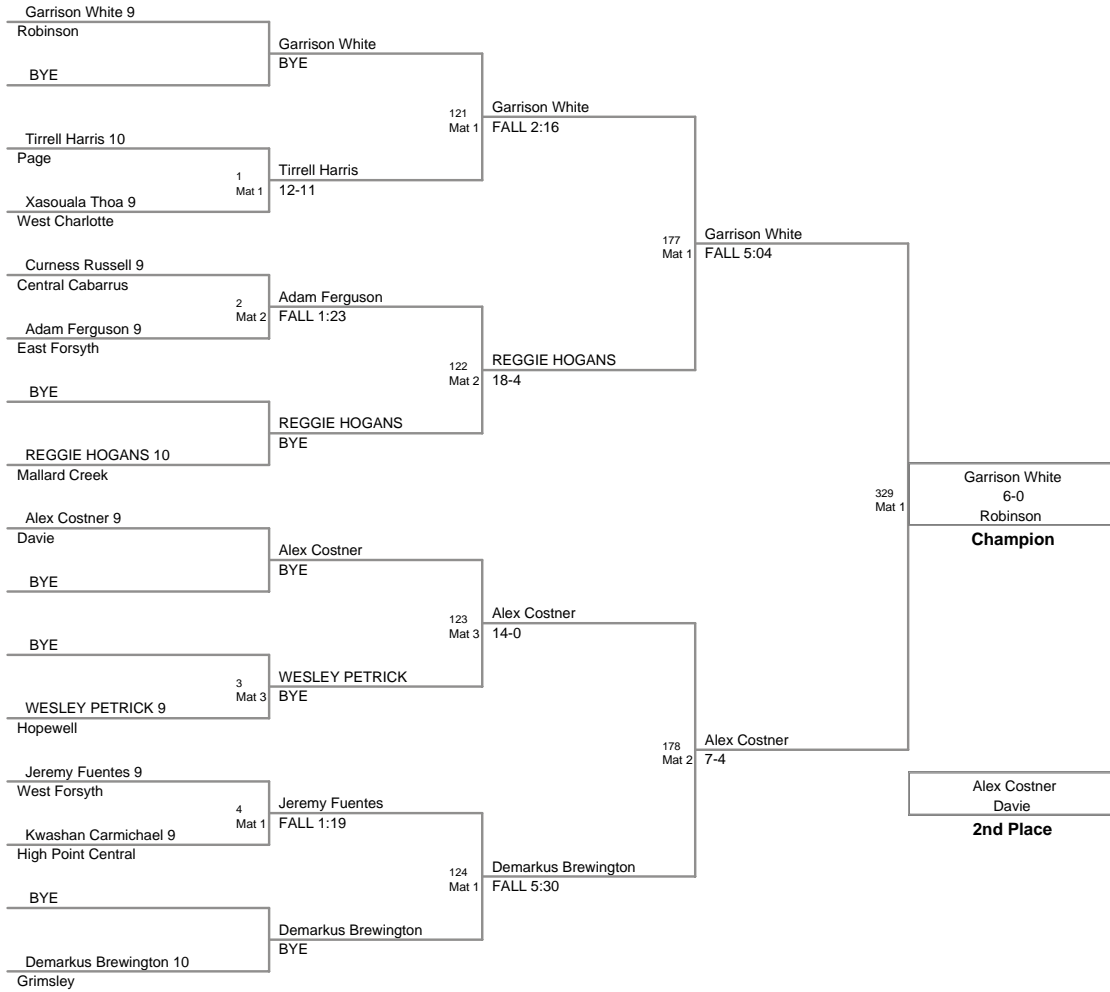 Garrison White 9
Robinson
BYE
Tirrell Harris 10
Page
Xasouala Thoa 9
West Charlotte
Curness Russell 9
Central Cabarrus
Adam Ferguson 9
East Forsyth
BYE
REGGIE HOGANS 10
Mallard Creek
Alex Costner 9
Davie
BYE
BYE
WESLEY PETRICK 9
Hopewell
Jeremy Fuentes 9
West Forsyth
Kwashan Carmichael 9
High Point Central
BYE
Demarkus Brewington 10
Grimsley
Garrison White
BYE
1
Mat 1
Tirrell Harris
12-11
2
Mat 2
Adam Ferguson
FALL 1:23
REGGIE HOGANS
BYE
Alex Costner
BYE
3
Mat 3
WESLEY PETRICK
BYE
4
Mat 1
Jeremy Fuentes
FALL 1:19
Demarkus Brewington
BYE
121
Mat 1
Garrison White
FALL 2:16
122
Mat 2
REGGIE HOGANS
18-4
123
Mat 3
Alex Costner
14-0
124
Mat 1
Demarkus Brewington
FALL 5:30
177
Mat 1
Garrison White
FALL 5:04
178
Mat 2
Alex Costner
7-4
329
Mat 1
Garrison White
6-0
Robinson
Champion
Alex Costner
Davie
2nd Place